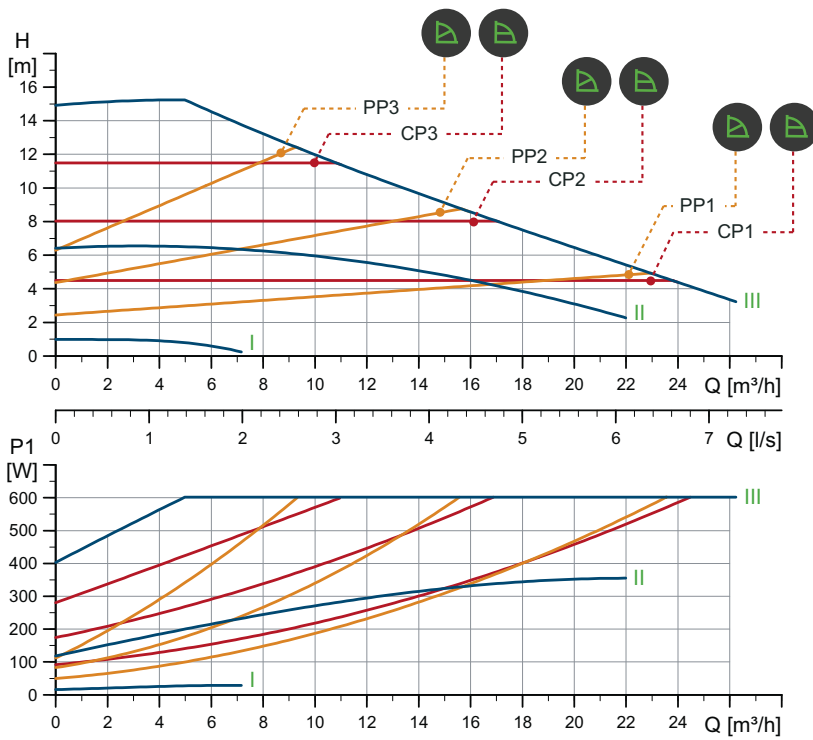 H
[m]
16
14
12
10
8
6
4
2
0
PP3
CP3
PP2
CP2
PP1
CP1
III
II
I
0 2 4 6 8 10 12 14 16 18 20 22 24 Q [m³/h]
0 1 2 3 4 5 6 7 Q [l/s]
P1
[W]
600
500
400
300
200
100
0
III
II
I
0 2 4 6 8 10 12 14 16 18 20 22 24 Q [m³/h]